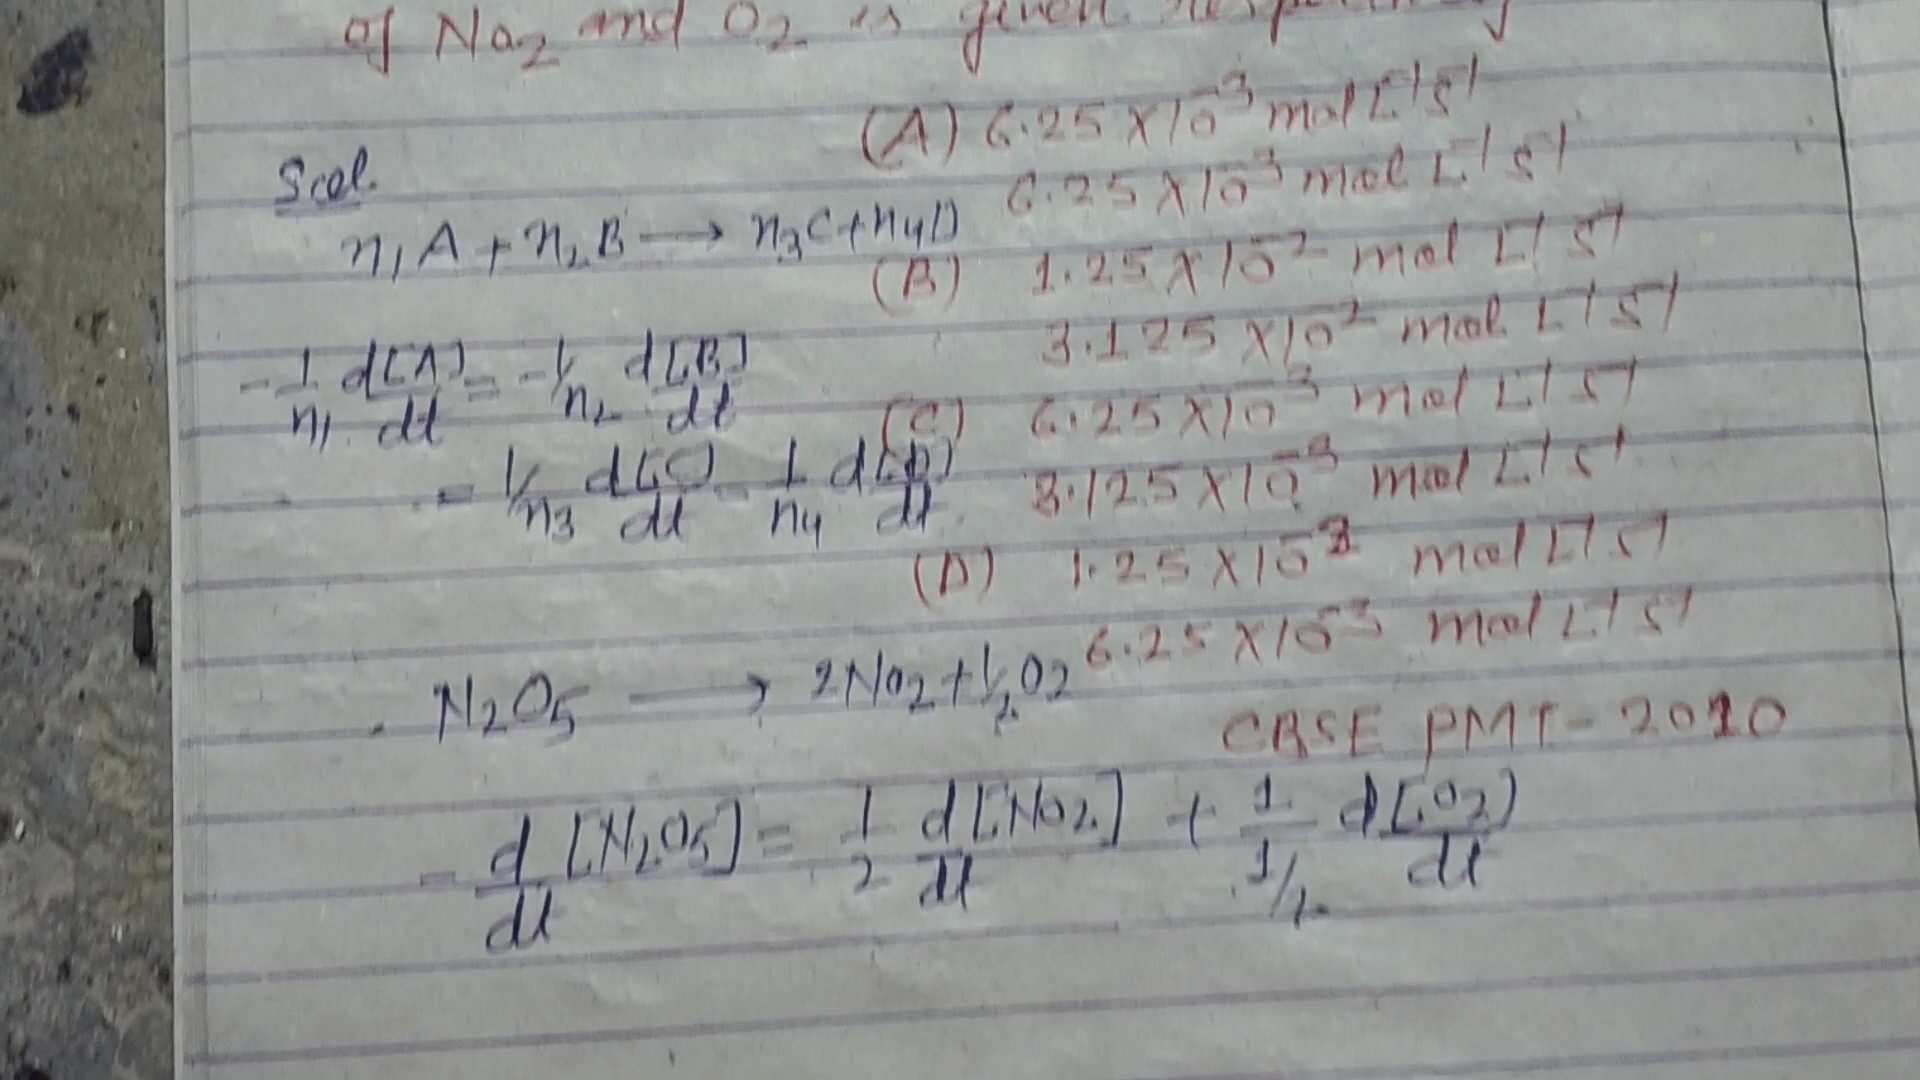 of No2 and O2 is given
(A) 6.25 X 10^-3 mol L^-1 S^-1
6.25 X 10^-3 mol L^-1 S^-1
Sol.
n1A + n2B → n3C + n4D
(B) 1.25 X 10^-2 mol L^-1 S^-1
3.125 X 10^-2 mol L^-1 S^-1
-1/n1 d[A]/dt = -1/n2 d[B]/dt
(C) 6.25 X 10^-3 mol L^-1 S^-1
= 1/n3 d[C]/dt = 1/n4 d[D]/dt
3.125 X 10^-3 mol L^-1 S^-1
(D) 1.25 X 10^-2 mol L^-1 S^-1
6.25 X 10^-3 mol L^-1 S^-1
N2O5 → 2No2 + 1/2 O2
CBSE PMT - 2010
-d/dt [N2O5] = 1/2 d[No2]/dt + 1/1/2 d[O2]/dt